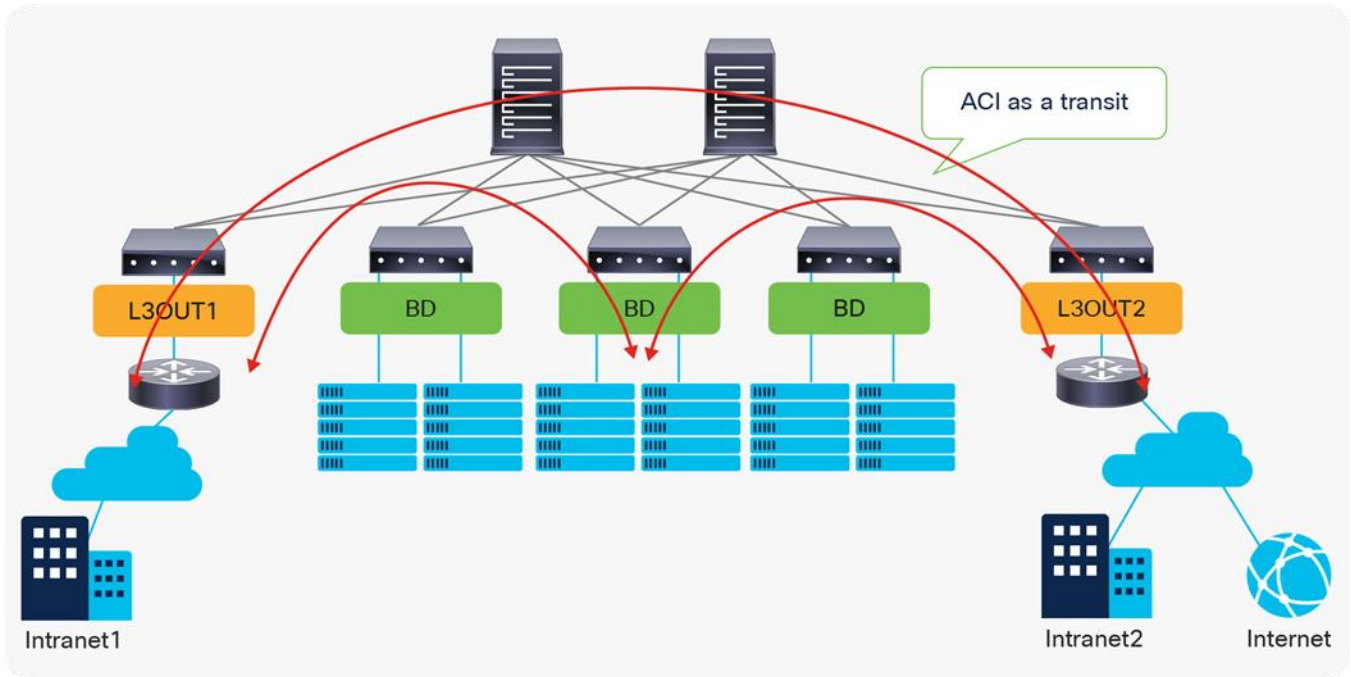 ACI as a transit
L3OUT1
BD
BD
BD
L3OUT2
Intranet1
Intranet2
Internet